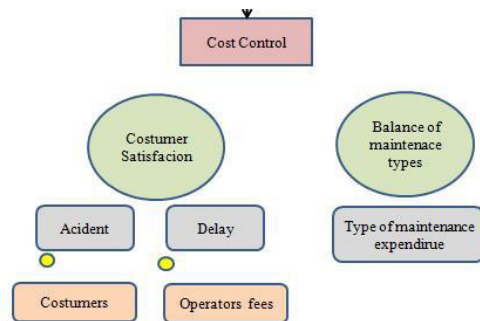 Cost Control
Costumer
Satisfacion
Balance of
maintenace
types
Acident
Delay
Type of maintenance
expendirue
Costumers
Operators fees